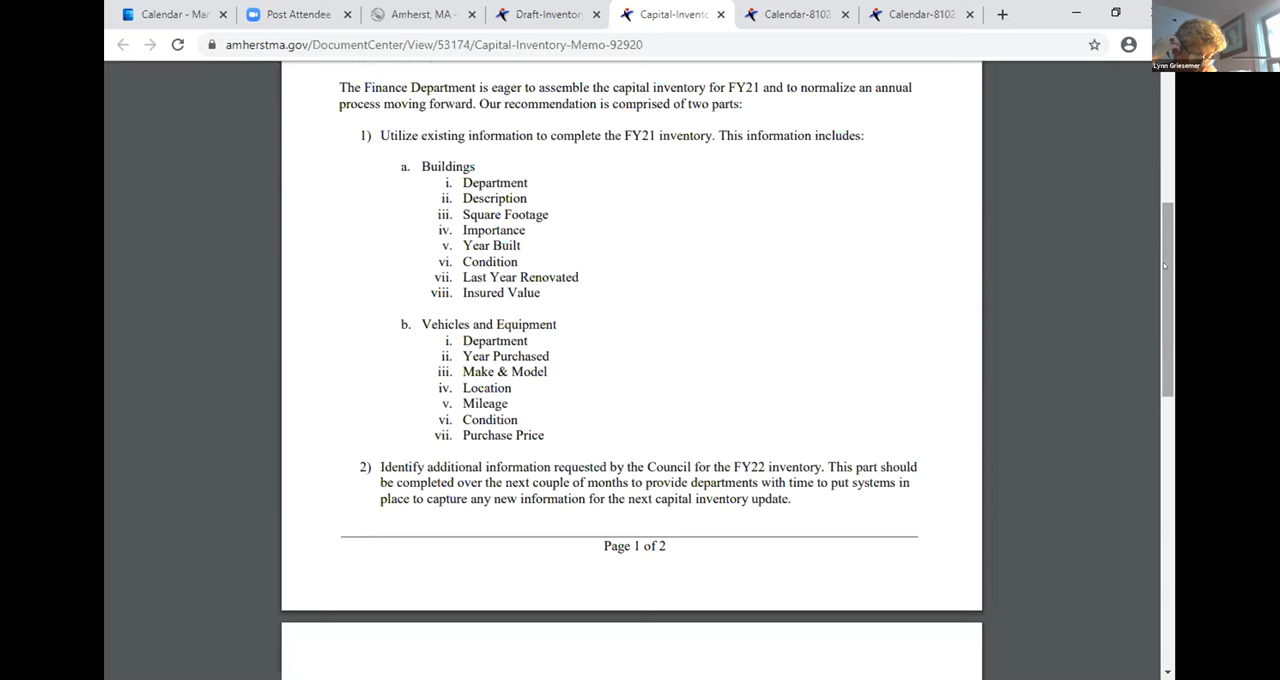 Calendar - Mar
Post Attendee
Amherst, MA -
Draft-Inventor
Capital-Invento
Calendar-8102
Calendar-8102
amherstma.gov/DocumentCenter/View/53174/Capital-Inventory-Memo-92920
Lynn Griesemer
The Finance Department is eager to assemble the capital inventory for FY21 and to normalize an annual
process moving forward. Our recommendation is comprised of two parts:
1) Utilize existing information to complete the FY21 inventory. This information includes:
a. Buildings
i. Department
ii. Description
iii. Square Footage
iv. Importance
v. Year Built
vi. Condition
vii. Last Year Renovated
viii. Insured Value
b. Vehicles and Equipment
i. Department
ii. Year Purchased
iii. Make & Model
iv. Location
v. Mileage
vi. Condition
vii. Purchase Price
2) Identify additional information requested by the Council for the FY22 inventory. This part should
be completed over the next couple of months to provide departments with time to put systems in
place to capture any new information for the next capital inventory update.
Page 1 of 2